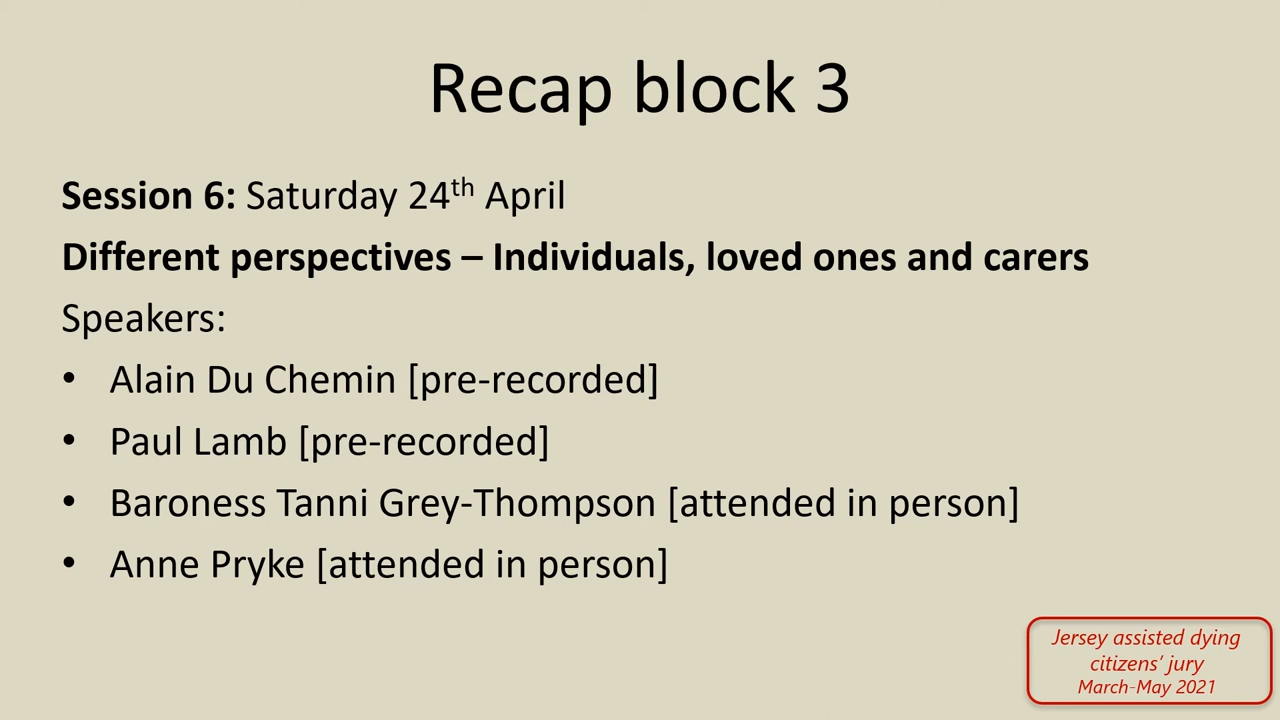 Recap block 3
Session 6: Saturday 24th April
Different perspectives – Individuals, loved ones and carers
Speakers:
• Alain Du Chemin [pre-recorded]
• Paul Lamb [pre-recorded]
• Baroness Tanni Grey-Thompson [attended in person]
• Anne Pryke [attended in person]
Jersey assisted dying
citizens’ jury
March-May 2021